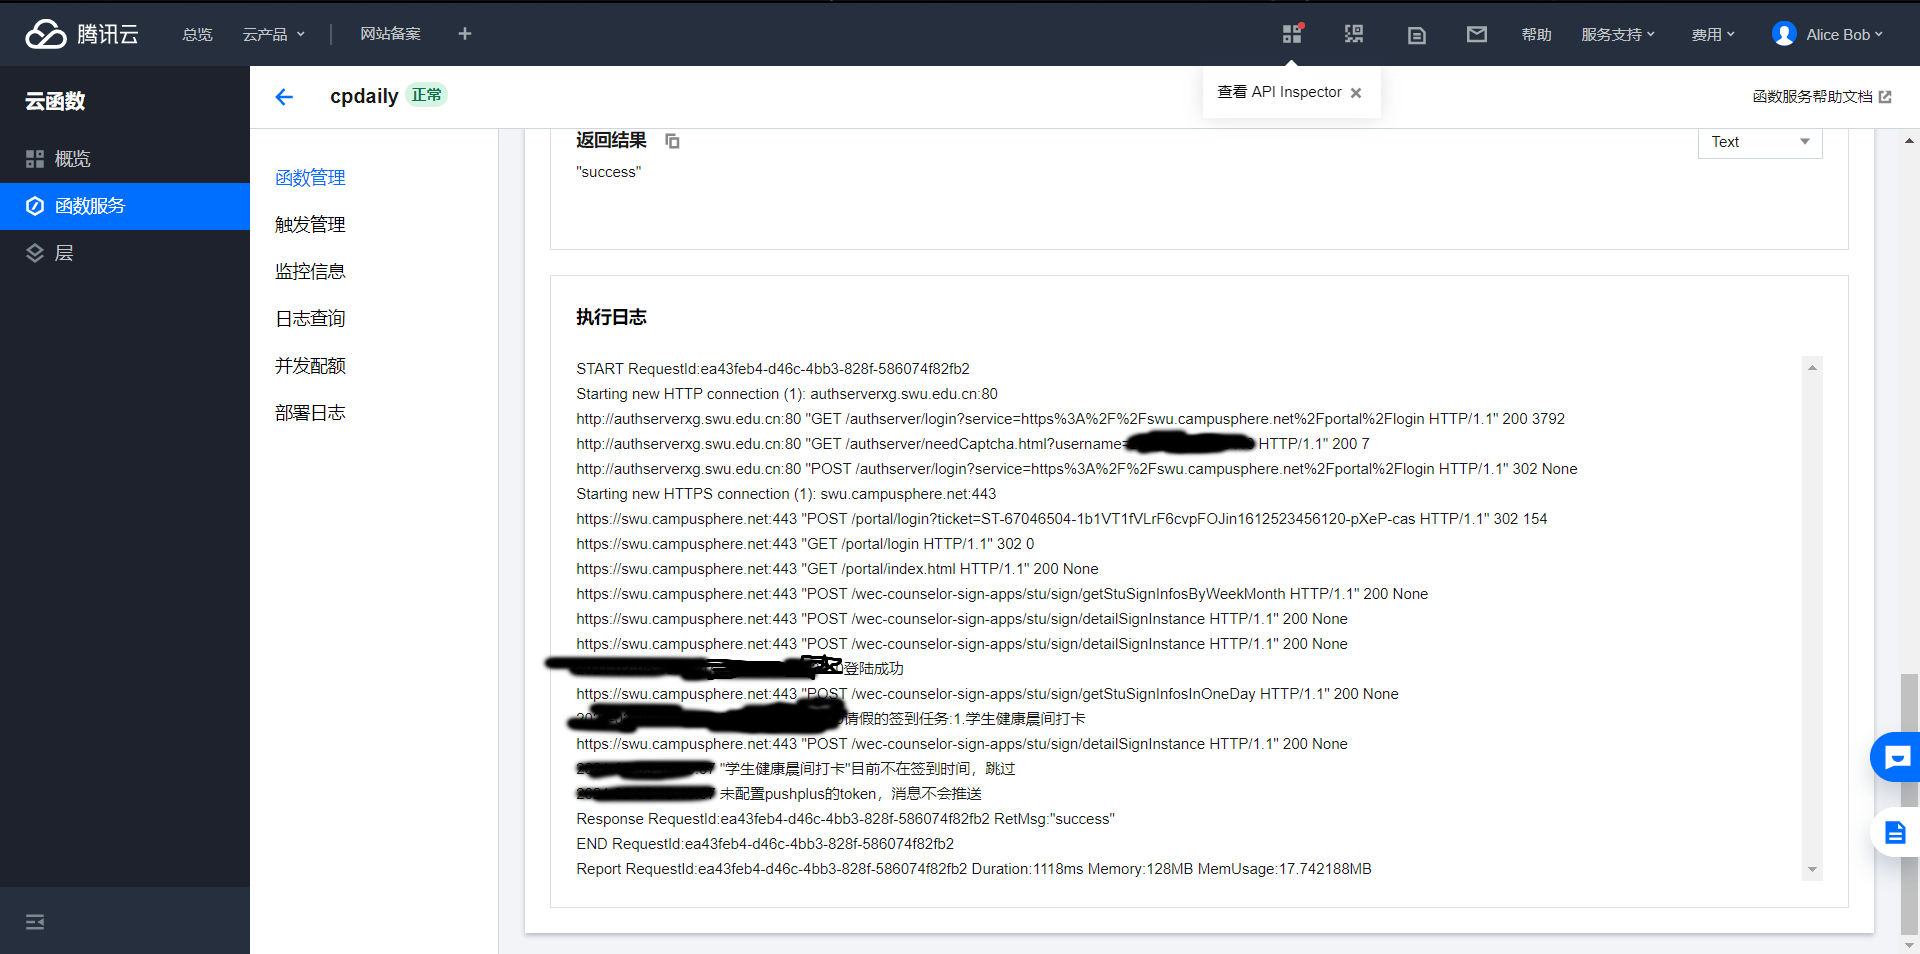 腾讯云 总览 云产品 网站备案 帮助 服务支持 费用 Alice Bob
云函数
概览
函数服务
层
cpdaily 正常
查看 API Inspector
函数服务帮助文档
函数管理
触发管理
监控信息
日志查询
并发配额
部署日志
返回结果
Text
"success"
执行日志
START RequestId:ea43feb4-d46c-4bb3-828f-586074f82fb2
Starting new HTTP connection (1): authserverxg.swu.edu.cn:80
http://authserverxg.swu.edu.cn:80 "GET /authserver/login?service=https%3A%2F%2Fswu.campusphere.net%2Fportal%2Flogin HTTP/1.1" 200 3792
http://authserverxg.swu.edu.cn:80 "GET /authserver/needCaptcha.html?username= HTTP/1.1" 200 7
http://authserverxg.swu.edu.cn:80 "POST /authserver/login?service=https%3A%2F%2Fswu.campusphere.net%2Fportal%2Flogin HTTP/1.1" 302 None
Starting new HTTPS connection (1): swu.campusphere.net:443
https://swu.campusphere.net:443 "POST /portal/login?ticket=ST-67046504-1b1VT1fVLrF6cvpFOJin1612523456120-pXeP-cas HTTP/1.1" 302 154
https://swu.campusphere.net:443 "GET /portal/login HTTP/1.1" 302 0
https://swu.campusphere.net:443 "GET /portal/index.html HTTP/1.1" 200 None
https://swu.campusphere.net:443 "POST /wec-counselor-sign-apps/stu/sign/getStuSignInfosByWeekMonth HTTP/1.1" 200 None
https://swu.campusphere.net:443 "POST /wec-counselor-sign-apps/stu/sign/detailSignInstance HTTP/1.1" 200 None
https://swu.campusphere.net:443 "POST /wec-counselor-sign-apps/stu/sign/detailSignInstance HTTP/1.1" 200 None
登陆成功
https://swu.campusphere.net:443 "POST /wec-counselor-sign-apps/stu/sign/getStuSignInfosInOneDay HTTP/1.1" 200 None
请假的签到任务:1.学生健康晨间打卡
https://swu.campusphere.net:443 "POST /wec-counselor-sign-apps/stu/sign/detailSignInstance HTTP/1.1" 200 None
"学生健康晨间打卡"目前不在签到时间，跳过
未配置pushplus的token，消息不会推送
Response RequestId:ea43feb4-d46c-4bb3-828f-586074f82fb2 RetMsg:"success"
END RequestId:ea43feb4-d46c-4bb3-828f-586074f82fb2
Report RequestId:ea43feb4-d46c-4bb3-828f-586074f82fb2 Duration:1118ms Memory:128MB MemUsage:17.742188MB